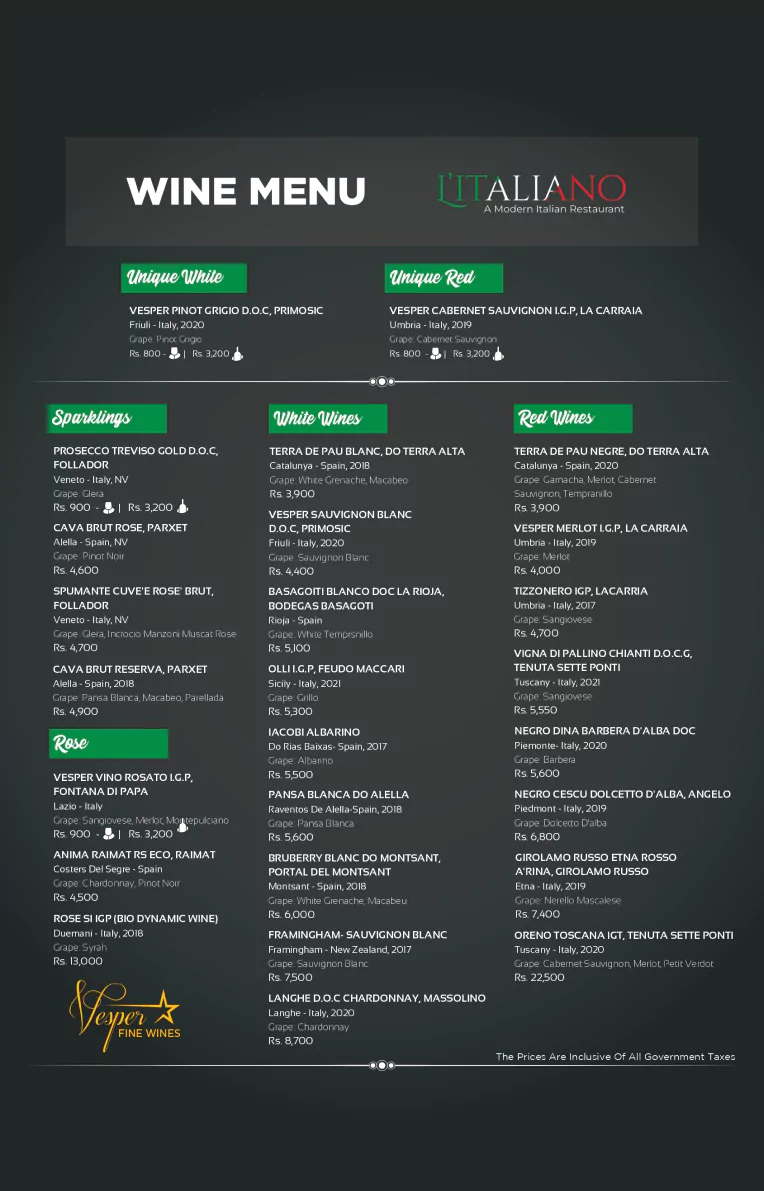 WINE MENU
L'ITALIANO
A Modern Italian Restaurant
Unique White
VESPER PINOT GRIGIO D.O.C, PRIMOSIC
Friuli - Italy, 2020
Grape: Pinot Grigio
Rs. 800 - | Rs. 3,200
Unique Red
VESPER CABERNET SAUVIGNON I.G.P, LA CARRAIA
Umbria - Italy, 2019
Grape: Cabernet Sauvignon
Rs. 800 - | Rs. 3,200
Sparklings
PROSECCO TREVISO GOLD D.O.C,
FOLLADOR
Veneto - Italy, NV
Grape: Glera
Rs. 900 - | Rs. 3,200
CAVA BRUT ROSE, PARXET
Alella - Spain, NV
Grape: Pinot Noir
Rs. 4,600
SPUMANTE CUVE'E ROSE' BRUT,
FOLLADOR
Veneto - Italy, NV
Grape: Glera, Incrocio Manzoni Muscat Rose
Rs. 4,700
CAVA BRUT RESERVA, PARXET
Alella - Spain, 2018
Grape: Pansa Blanca, Macabeo, Parellada
Rs. 4,900
Rose
VESPER VINO ROSATO I.G.P,
FONTANA DI PAPA
Lazio - Italy
Grape: Sangiovese, Merlot, Montepulciano
Rs. 900 - | Rs. 3,200
ANIMA RAIMAT RS ECO, RAIMAT
Costers Del Segre - Spain
Grape: Chardonnay, Pinot Noir
Rs. 4,500
ROSE SI IGP (BIO DYNAMIC WINE)
Duemani - Italy, 2018
Grape: Syrah
Rs. 13,000
Vesper
FINE WINES
White Wines
TERRA DE PAU BLANC, DO TERRA ALTA
Catalunya - Spain, 2018
Grape: White Grenache, Macabeo
Rs. 3,900
VESPER SAUVIGNON BLANC
D.O.C, PRIMOSIC
Friuli - Italy, 2020
Grape: Sauvignon Blanc
Rs. 4,400
BASAGOITI BLANCO DOC LA RIOJA,
BODEGAS BASAGOTI
Rioja - Spain
Grape: White Temprsnillo
Rs. 5,100
OLLI I.G.P, FEUDO MACCARI
Sicily - Italy, 2021
Grape: Grillo
Rs. 5,300
IACOBI ALBARINO
Do Rias Baixas- Spain, 2017
Grape: Albarino
Rs. 5,500
PANSA BLANCA DO ALELLA
Raventos De Alella-Spain, 2018
Grape: Pansa Blanca
Rs. 5,600
BRUBERRY BLANC DO MONTSANT,
PORTAL DEL MONTSANT
Montsant - Spain, 2018
Grape: White Grenache, Macabeu
Rs. 6,000
FRAMINGHAM- SAUVIGNON BLANC
Framingham - New Zealand, 2017
Grape: Sauvignon Blanc
Rs. 7,500
LANGHE D.O.C CHARDONNAY, MASSOLINO
Langhe - Italy, 2020
Grape: Chardonnay
Rs. 8,700
Red Wines
TERRA DE PAU NEGRE, DO TERRA ALTA
Catalunya - Spain, 2020
Grape: Garnacha, Merlot, Cabernet
Sauvignon, Tempranillo
Rs. 3,900
VESPER MERLOT I.G.P, LA CARRAIA
Umbria - Italy, 2019
Grape: Merlot
Rs. 4,000
TIZZONERO IGP, LACARRIA
Umbria - Italy, 2017
Grape: Sangiovese
Rs. 4,700
VIGNA DI PALLINO CHIANTI D.O.C.G,
TENUTA SETTE PONTI
Tuscany - Italy, 2021
Grape: Sangiovese
Rs. 5,550
NEGRO DINA BARBERA D'ALBA DOC
Piemonte- Italy, 2020
Grape: Barbera
Rs. 5,600
NEGRO CESCU DOLCETTO D'ALBA, ANGELO
Piedmont - Italy, 2019
Grape: Dolcetto D'alba
Rs. 6,800
GIROLAMO RUSSO ETNA ROSSO
A'RINA, GIROLAMO RUSSO
Etna - Italy, 2019
Grape: Nerello Mascalese
Rs. 7,400
ORENO TOSCANA IGT, TENUTA SETTE PONTI
Tuscany - Italy, 2020
Grape: Cabernet Sauvignon, Merlot, Petit Verdot
Rs. 22,500
The Prices Are Inclusive Of All Government Taxes